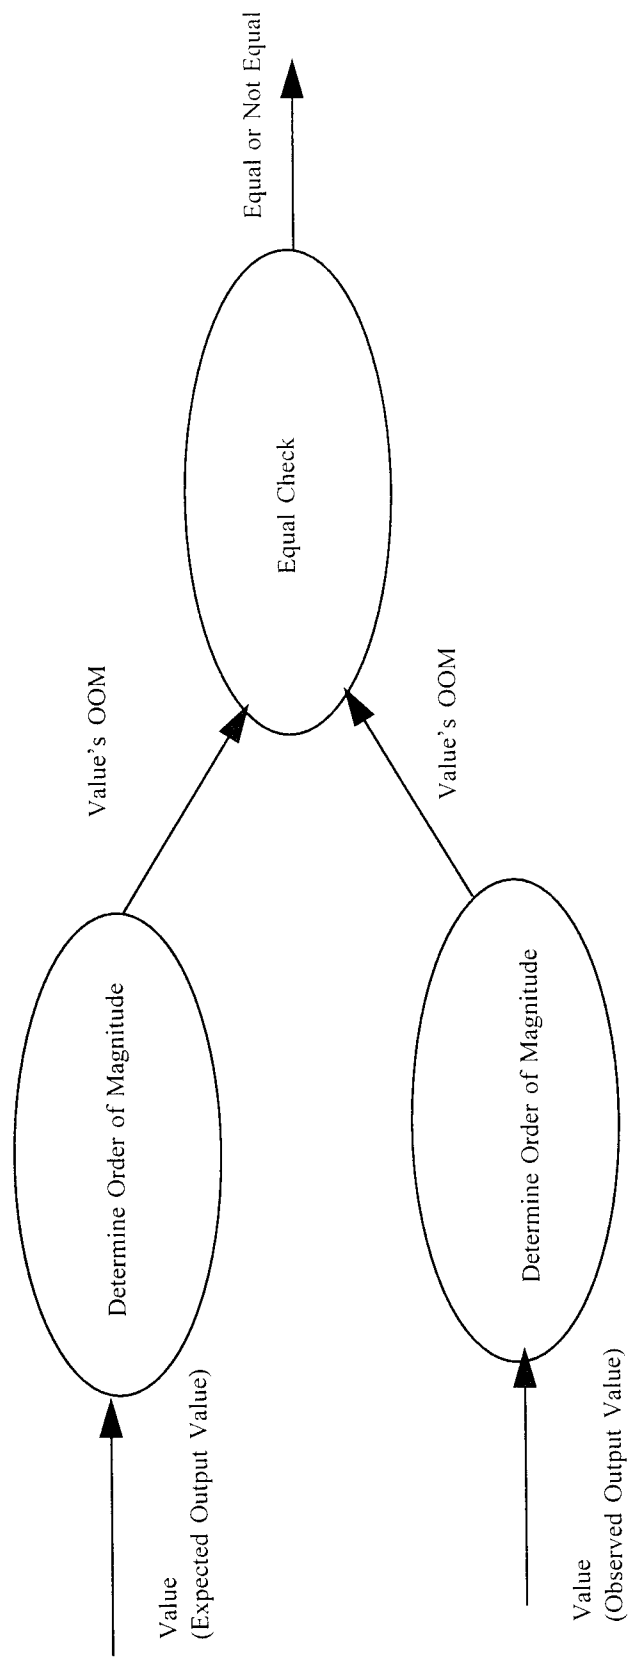 Value
(Expected Output Value)
Determine Order of Magnitude
Value's OOM
Value
(Observed Output Value)
Determine Order of Magnitude
Value's OOM
Equal Check
Equal or Not Equal